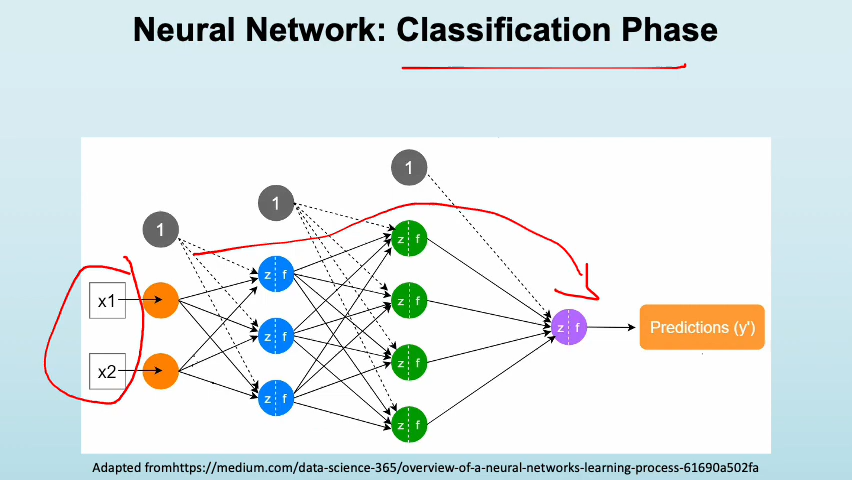 Neural Network: Classification Phase
1
1
1
x1
x2
z f
z f
z f
z f
z f
z f
z f
z f
Predictions (y')
Adapted fromhttps://medium.com/data-science-365/overview-of-a-neural-networks-learning-process-61690a502fa